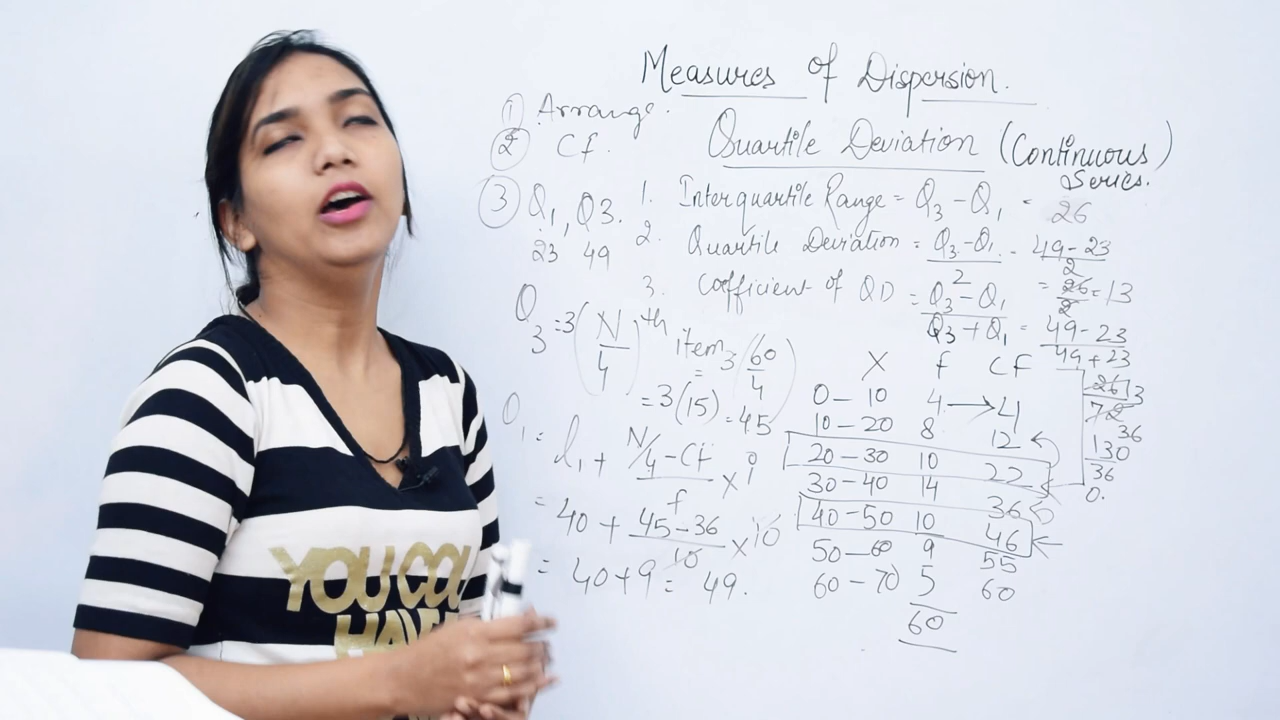 Measures of Dispersion.
① Arrange.
② Cf.
Quartile Deviation (Continuous Series.)
③ Q1, Q3.
23 49
1. Interquartile Range = Q3 - Q1 = 26
2. Quartile Deviation = Q3-Q1 / 2 = 49-23 / 2
= 26 / 2 = 13
3. Coefficient of QD = Q3 - Q1 / Q3 + Q1 = 49-23 / 49+23
26 13
72 36
130
36
0.
Q3 = 3(N/4)th item = 3(60/4)
= 3(15) = 45
Q1 = l1 + N/4 - Cf / f × i
= 40 + 45-36 / 10 × 10
= 40+9 = 49.
X f CF
0-10 4 → 4
10-20 8 12
20-30 10 22
30-40 14 36
40-50 10 46
50-60 9 55
60-70 5 60
60
YOU COU
HAVE